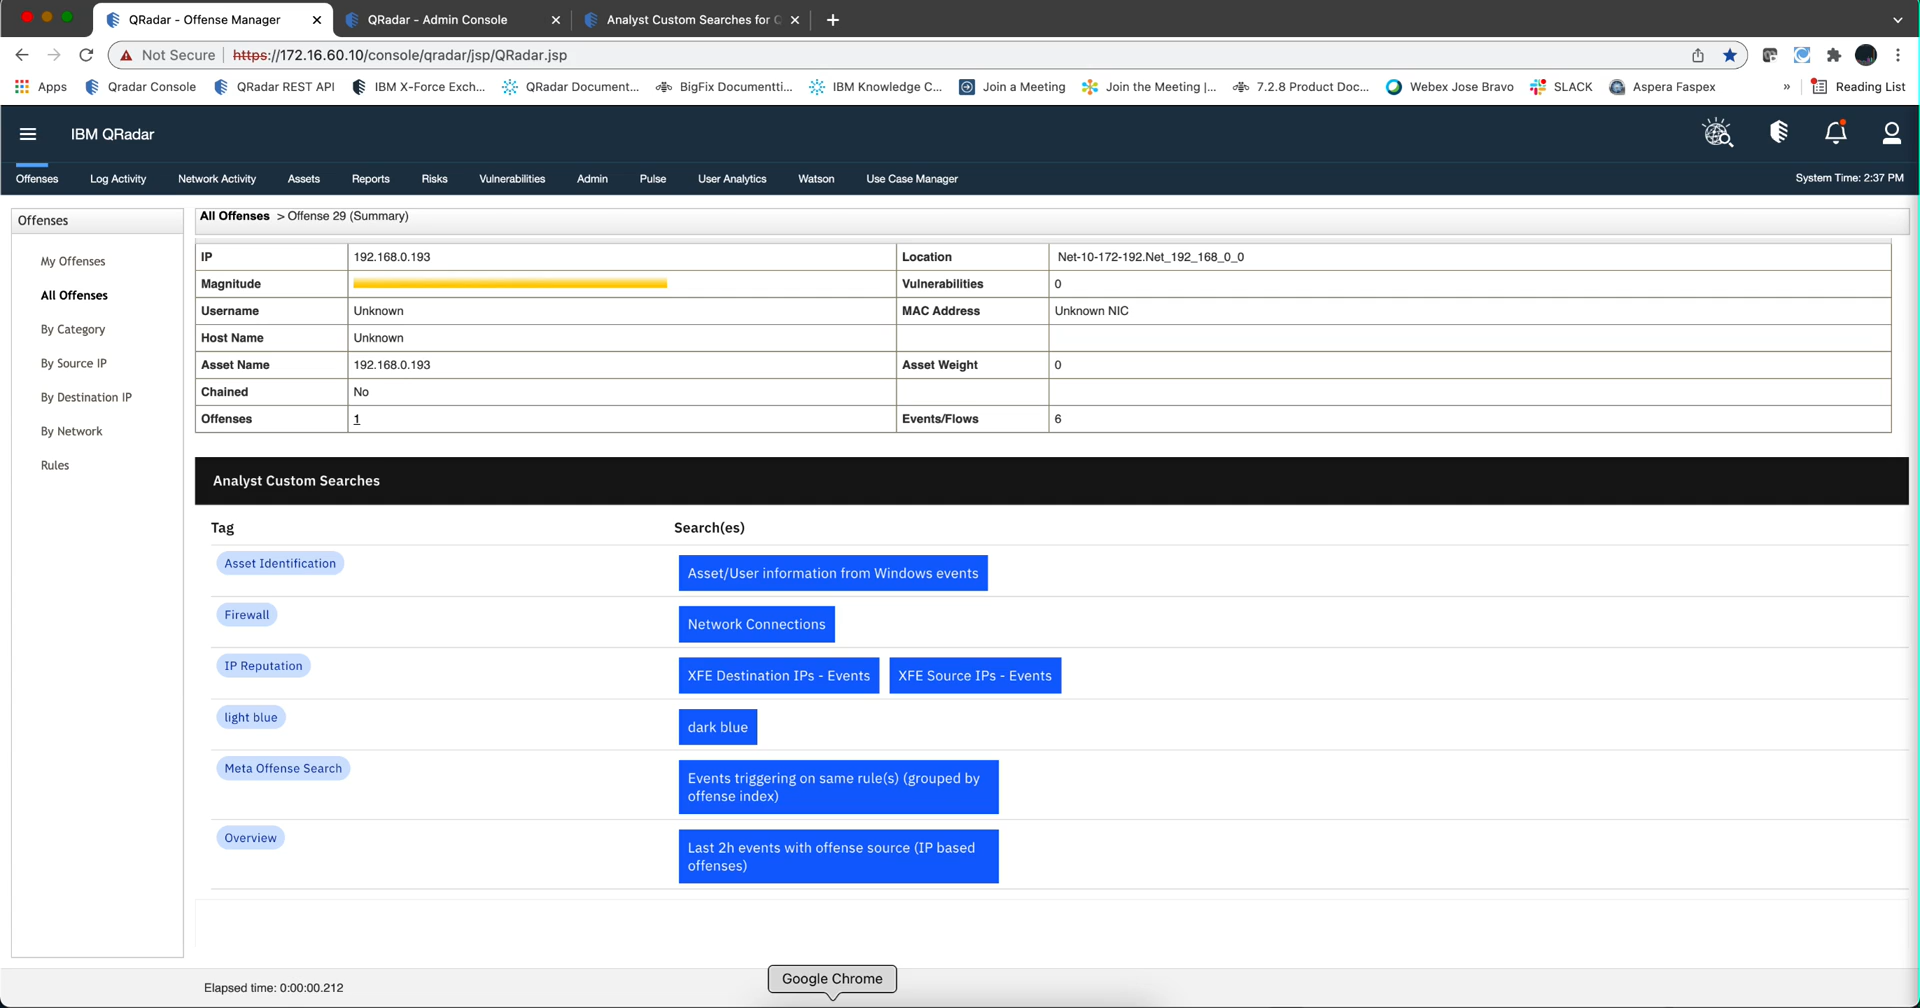 QRadar - Offense Manager
QRadar - Admin Console
Analyst Custom Searches for Q
Not Secure https://172.16.60.10/console/qradar/jsp/QRadar.jsp
Apps Qradar Console QRadar REST API IBM X-Force Exch... QRadar Document... BigFix Documentti... IBM Knowledge C... Join a Meeting Join the Meeting |... 7.2.8 Product Doc... Webex Jose Bravo SLACK Aspera Faspex » Reading List
IBM QRadar
Offenses Log Activity Network Activity Assets Reports Risks Vulnerabilities Admin Pulse User Analytics Watson Use Case Manager System Time: 2:37 PM
Offenses
My Offenses
All Offenses
By Category
By Source IP
By Destination IP
By Network
Rules
All Offenses > Offense 29 (Summary)
IP 192.168.0.193 Location Net-10-172-192.Net_192_168_0_0
Magnitude Vulnerabilities 0
Username Unknown MAC Address Unknown NIC
Host Name Unknown
Asset Name 192.168.0.193 Asset Weight 0
Chained No
Offenses 1 Events/Flows 6
Analyst Custom Searches
Tag Search(es)
Asset Identification Asset/User information from Windows events
Firewall Network Connections
IP Reputation XFE Destination IPs - Events XFE Source IPs - Events
light blue dark blue
Meta Offense Search Events triggering on same rule(s) (grouped by
offense index)
Overview Last 2h events with offense source (IP based
offenses)
Google Chrome
Elapsed time: 0:00:00.212